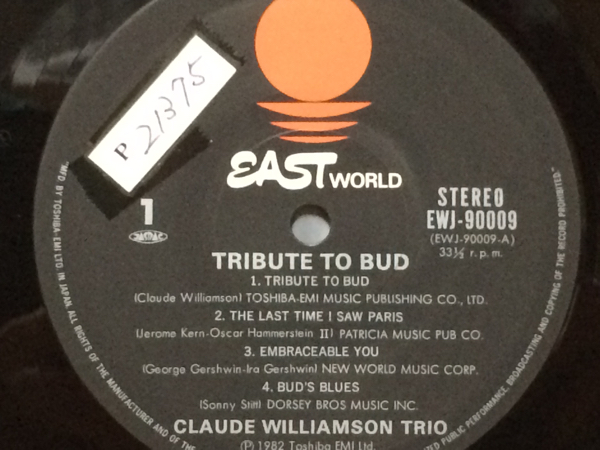 P 21375
EAST WORLD
1
JASRAC
STEREO
EWJ-90009
(EWJ-90009-A)
33⅓ r.p.m.
TRIBUTE TO BUD
1. TRIBUTE TO BUD
(Claude Williamson) TOSHIBA-EMI MUSIC PUBLISHING CO., LTD.
2. THE LAST TIME I SAW PARIS
(Jerome Kern-Oscar Hammerstein II) PATRICIA MUSIC PUB CO.
3. EMBRACEABLE YOU
(George Gershwin-Ira Gershwin) NEW WORLD MUSIC CORP.
4. BUD'S BLUES
(Sonny Stitt) DORSEY BROS MUSIC INC.
CLAUDE WILLIAMSON TRIO
Ⓟ 1982 Toshiba EMI Ltd.
"MFD BY TOSHIBA-EMI LTD. IN JAPAN ALL RIGHTS OF THE MANUFACTURER AND OF THE
PUBLIC PERFORMANCE, BROADCASTING AND COPYING OF THE RECORD PROHIBITED."